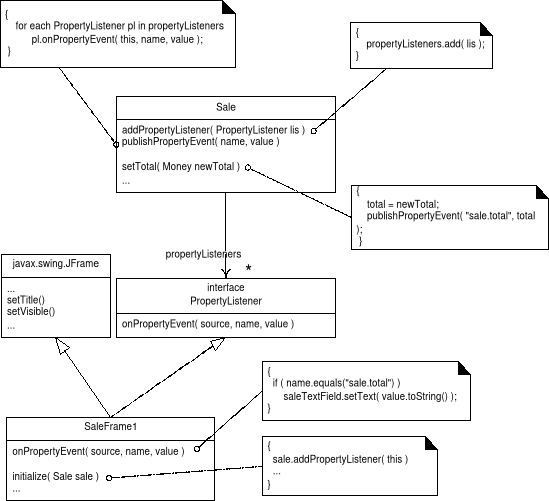 {
for each PropertyListener pl in propertyListeners
pl.onPropertyEvent( this, name, value );
}
{
propertyListeners.add( lis );
}
Sale
addPropertyListener( PropertyListener lis )
publishPropertyEvent( name, value )
setTotal( Money newTotal )
...
{
total = newTotal;
publishPropertyEvent( "sale.total", total
);
}
propertyListeners
*
javax.swing.JFrame
...
setTitle()
setVisible()
...
interface
PropertyListener
onPropertyEvent( source, name, value )
{
if ( name.equals("sale.total") )
saleTextField.setText( value.toString() );
}
SaleFrame1
onPropertyEvent( source, name, value )
initialize( Sale sale )
...
{
sale.addPropertyListener( this )
...
}